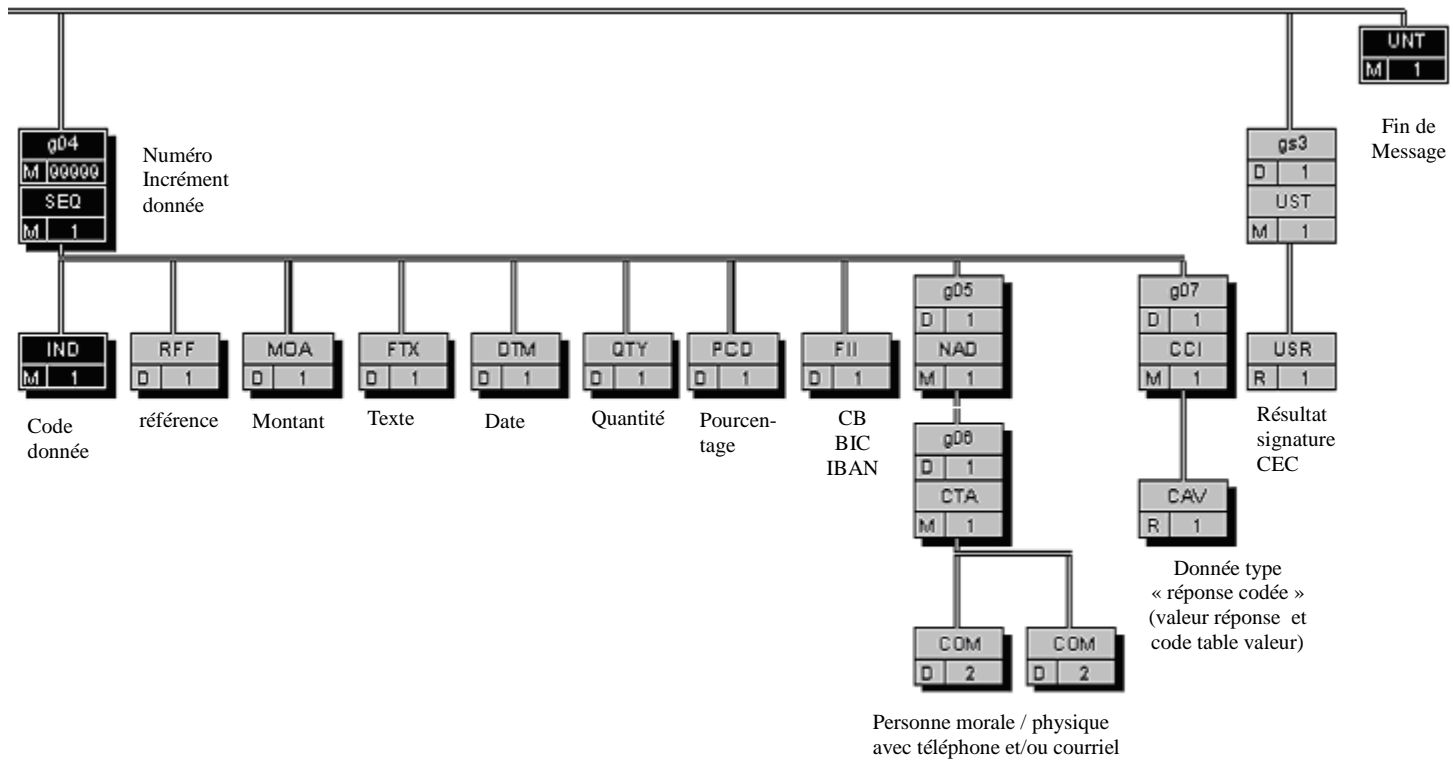 UNT
M 1
Fin de
Message
g04
M 99999
SEQ
M 1
Numéro
Incrément
donnée
gs3
D 1
UST
M 1
IND
M 1
Code
donnée
RFF
D 1
référence
MOA
D 1
Montant
FTX
D 1
Texte
DTM
D 1
Date
QTY
D 1
Quantité
PCD
D 1
Pourcen-
tage
FII
D 1
CB
BIC
IBAN
g05
D 1
NAD
M 1
g06
D 1
CTA
M 1
COM
D 2
COM
D 2
Personne morale / physique
avec téléphone et/ou courriel
g07
D 1
CCI
M 1
CAV
R 1
Donnée type
« réponse codée »
(valeur réponse et
code table valeur)
USR
R 1
Résultat
signature
CEC